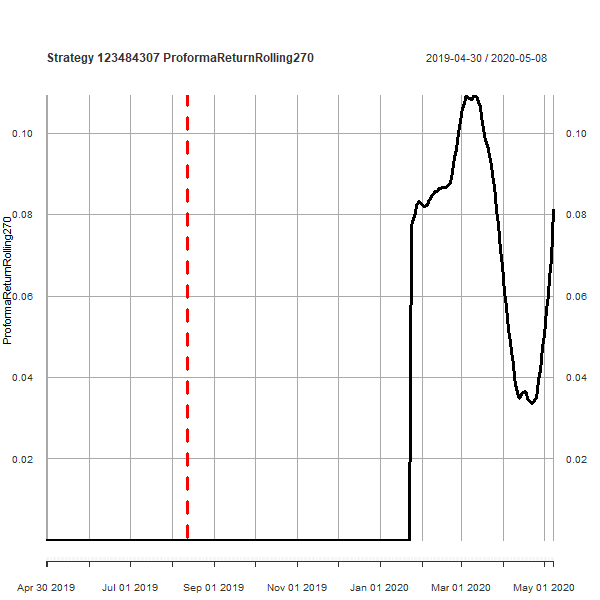 Strategy 123484307 ProformaReturnRolling270
2019-04-30 / 2020-05-08
ProformaReturnRolling270
0.10
0.08
0.06
0.04
0.02
0.10
0.08
0.06
0.04
0.02
Apr 30 2019
Jul 01 2019
Sep 01 2019
Nov 01 2019
Jan 01 2020
Mar 01 2020
May 01 2020